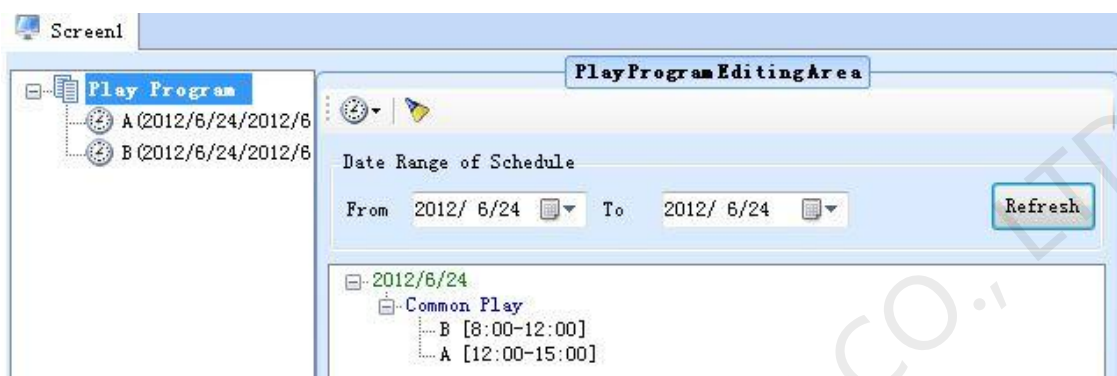 Screen1
PlayProgramEditingArea
Play Program
A(2012/6/24/2012/6
B(2012/6/24/2012/6
Date Range of Schedule
From 2012/ 6/24 To 2012/ 6/24 Refresh
2012/6/24
Common Play
B [8:00-12:00]
A [12:00-15:00]
CO., LTD